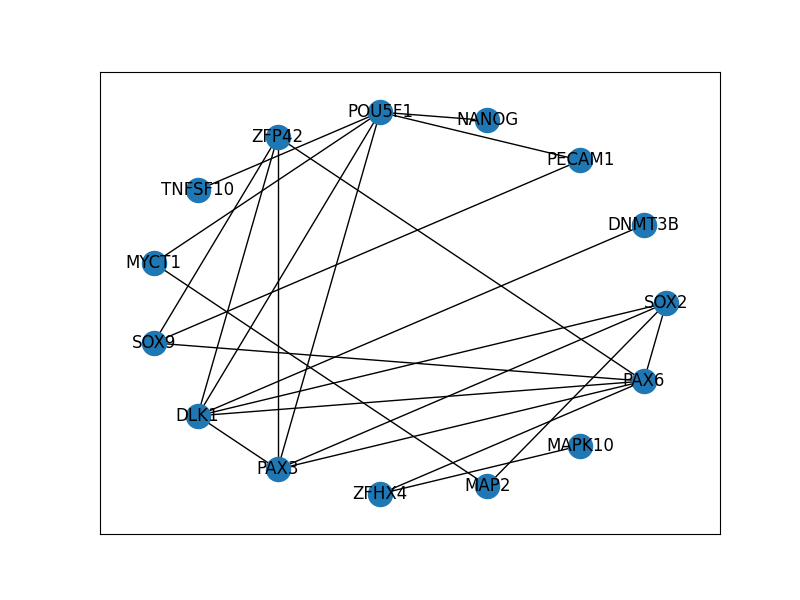 POU5F1
NANOG
ZFP42
PECAM1
TNFSF10
DNMT3B
MYCT1
SOX2
SOX9
PAX6
DLK1
MAPK10
PAX3
MAP2
ZFHX4